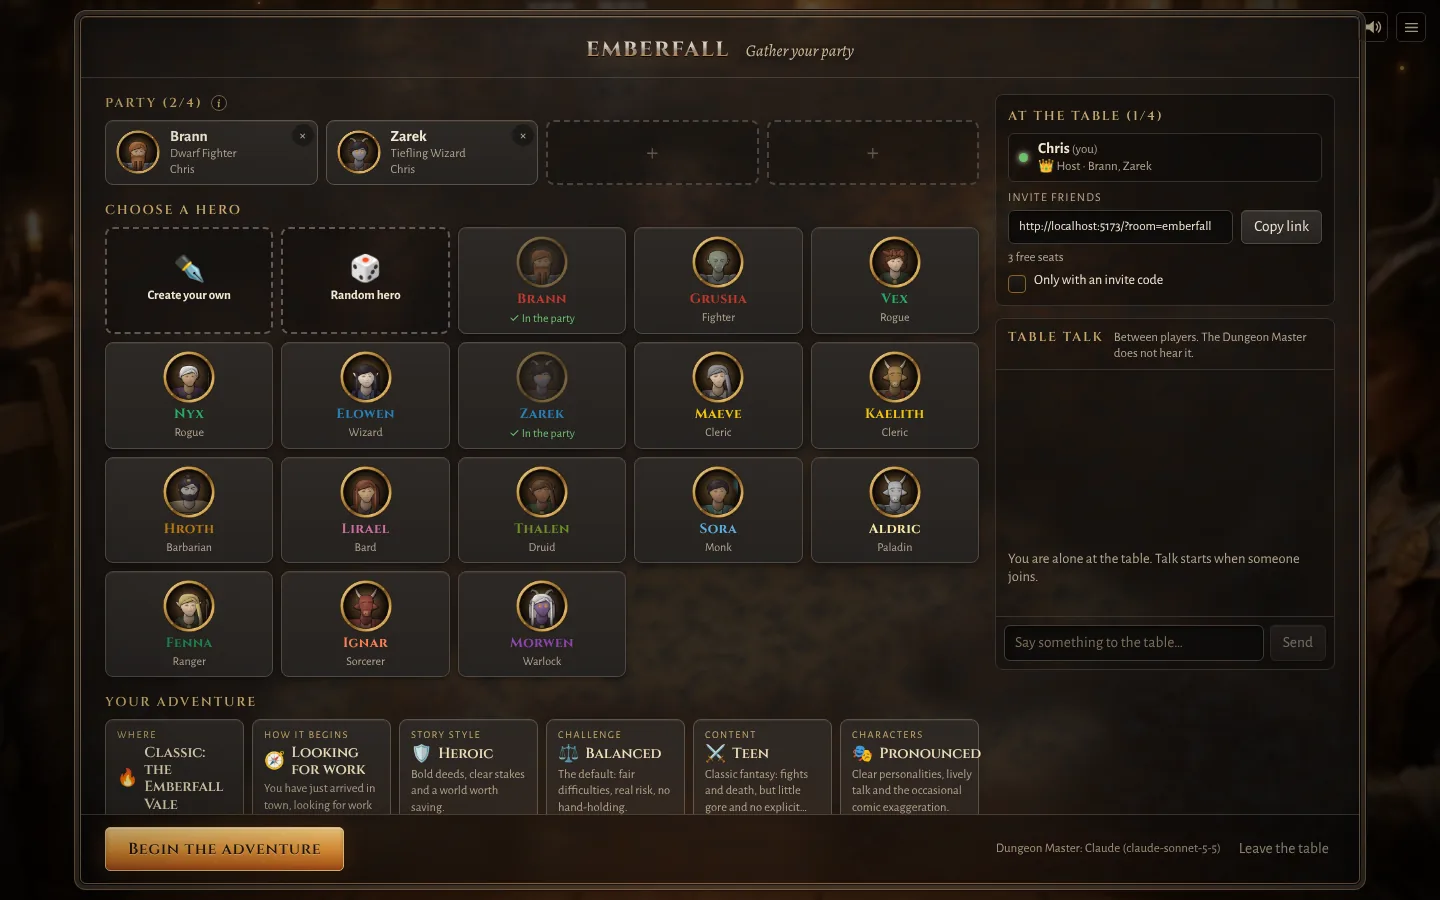 EMBERFALL Gather your party
PARTY (2/4) i
Brann
Dwarf Fighter
Chris
×
Zarek
Tiefling Wizard
Chris
×
+
+
CHOOSE A HERO
Create your own
Random hero
BRANN
✓ In the party
GRUSHA
Fighter
VEX
Rogue
NYX
Rogue
ELOWEN
Wizard
ZAREK
✓ In the party
MAEVE
Cleric
KAELITH
Cleric
HROTH
Barbarian
LIRAEL
Bard
THALEN
Druid
SORA
Monk
ALDRIC
Paladin
FENNA
Ranger
IGNAR
Sorcerer
MORWEN
Warlock
YOUR ADVENTURE
WHERE
CLASSIC:
THE
EMBERFALL
VALE
HOW IT BEGINS
LOOKING
FOR WORK
You have just arrived in
town, looking for work
STORY STYLE
HEROIC
Bold deeds, clear stakes
and a world worth
saving.
CHALLENGE
BALANCED
The default: fair
difficulties, real risk, no
hand-holding.
CONTENT
TEEN
Classic fantasy: fights
and death, but little
gore and no explicit...
CHARACTERS
PRONOUNCED
Clear personalities, lively
talk and the occasional
comic exaggeration.
AT THE TABLE (1/4)
Chris (you)
Host · Brann, Zarek
INVITE FRIENDS
http://localhost:5173/?room=emberfall
Copy link
3 free seats
Only with an invite code
TABLE TALK
Between players. The Dungeon Master
does not hear it.
You are alone at the table. Talk starts when someone
joins.
Say something to the table...
Send
BEGIN THE ADVENTURE
Dungeon Master: Claude (claude-sonnet-5-5)
Leave the table